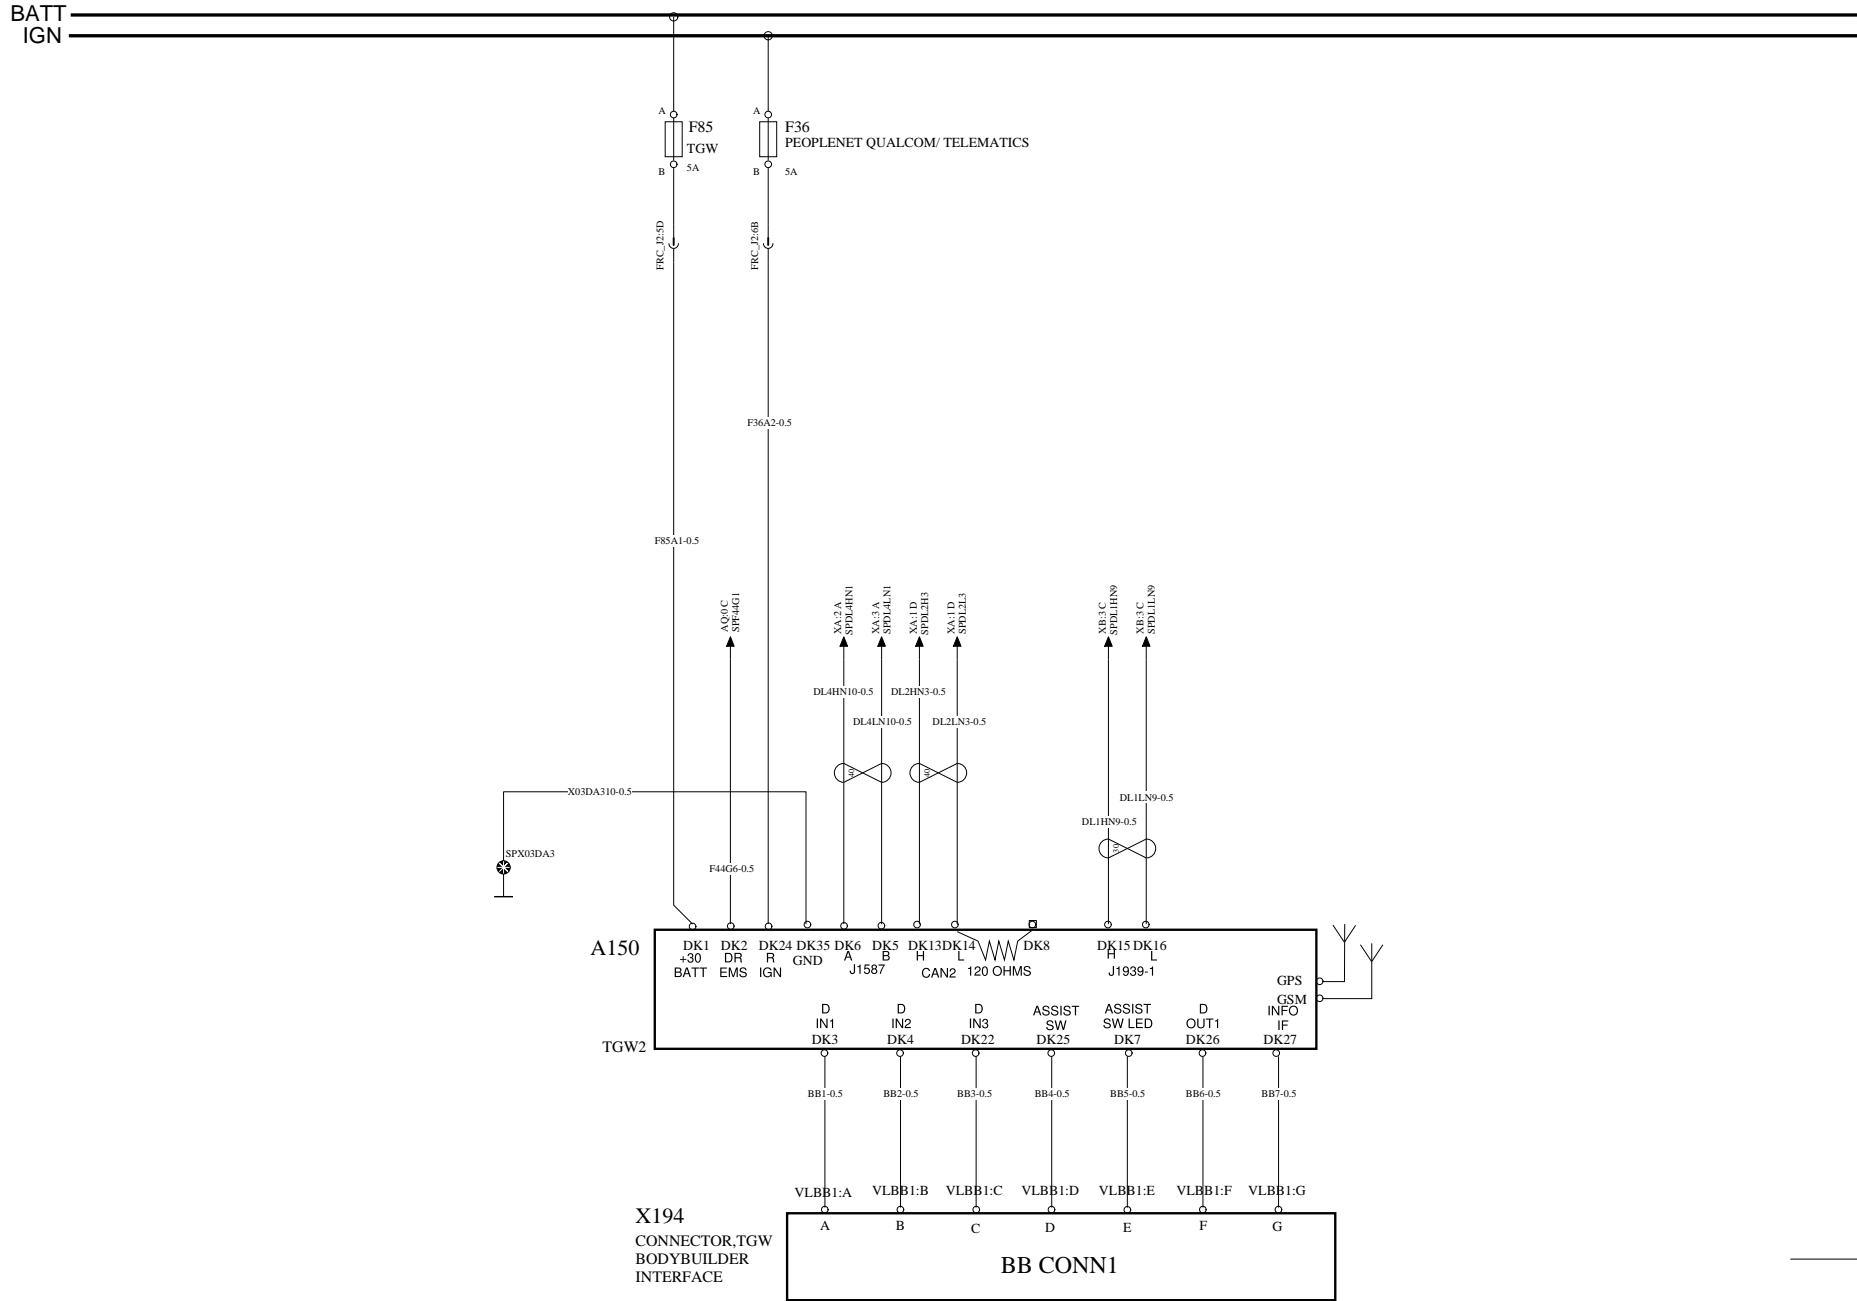 BATT
IGN
A
F85
TGW
B
5A
A
F36
PEOPLENET QUALCOM/ TELEMATICS
B
5A
FRC_J2:5D
FRC_J2:6B
F36A2-0.5
F85A1-0.5
AQ:0 C
SPF44G1
XA:2 A
SPDL4HN1
XA:3 A
SPDL4LN1
XA:1 D
SPDL2H3
XA:1 D
SPDL2L3
XB:3 C
SPDL1HN9
XB:3 C
SPDL1LN9
DL4HN10-0.5
DL2HN3-0.5
DL4LN10-0.5
DL2LN3-0.5
40
40
X03DA310-0.5
DL1LN9-0.5
DL1HN9-0.5
30
SPX03DA3
F44G6-0.5
A150
DK1
+30
BATT
DK2
DR
EMS
DK24
R
IGN
DK35
GND
DK6
A
DK5
B
J1587
DK13
H
DK14
L
CAN2
120 OHMS
DK8
DK15
H
DK16
L
J1939-1
GPS
GSM
D
IN1
DK3
D
IN2
DK4
D
IN3
DK22
ASSIST
SW
DK25
ASSIST
SW LED
DK7
D
OUT1
DK26
INFO
IF
DK27
TGW2
BB1-0.5
BB2-0.5
BB3-0.5
BB4-0.5
BB5-0.5
BB6-0.5
BB7-0.5
VLBB1:A
VLBB1:B
VLBB1:C
VLBB1:D
VLBB1:E
VLBB1:F
VLBB1:G
X194
CONNECTOR,TGW
BODYBUILDER
INTERFACE
A
B
C
D
E
F
G
BB CONN1